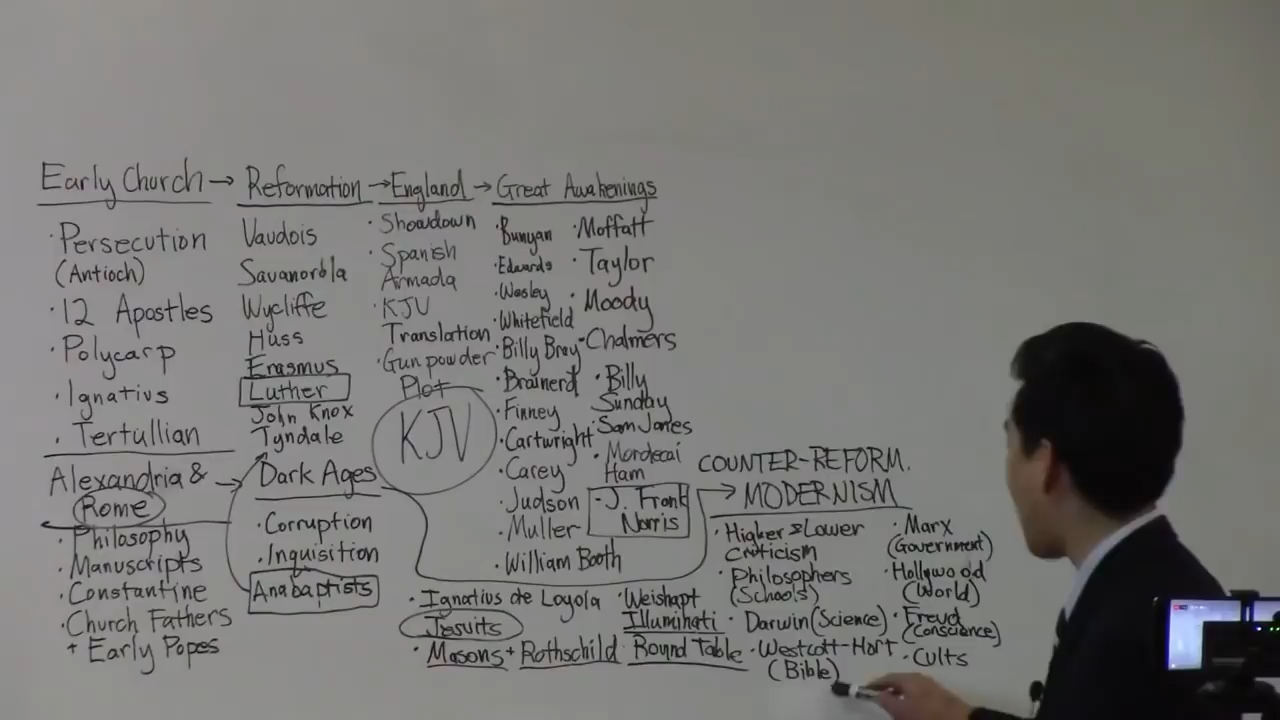 Early Church →
· Persecution
(Antioch)
· 12 Apostles
· Polycarp
· Ignatius
· Tertullian
Alexandria & →
Rome
· Philosophy
· Manuscripts
· Constantine
· Church Fathers
+ Early Popes
Reformation →
Vaudois
Savanorola
Wycliffe
Huss
Erasmus
Luther
John Knox
Tyndale
Dark Ages
· Corruption
· Inquisition
Anabaptists
England →
· Showdown
· Spanish
Armada
· KJV
Translation
· Gunpowder
Plot
KJV
Great Awakenings
· Bunyan
· Edwards
· Wesley
· Whitefield
· Billy Bray
· Brainerd
· Finney
· Cartwright
· Carey
· Judson
· Muller
· William Booth
· Moffatt
· Taylor
· Moody
· Chalmers
· Billy
Sunday
· Sam Jones
· Mordecai
Ham
- J. Frank
Norris
· Ignatius de Loyola
Jesuits
· Masons + Rothschild
· Weishapt
Illuminati
Round Table
COUNTER-REFORM.
→ MODERNISM
· Higher & Lower
Criticism
· Philosophers
(Schools)
· Darwin (Science)
· Westcott-Hort
(Bible)
· Marx
(Government)
· Hollywood
(World)
· Freud
(Conscience)
· Cults